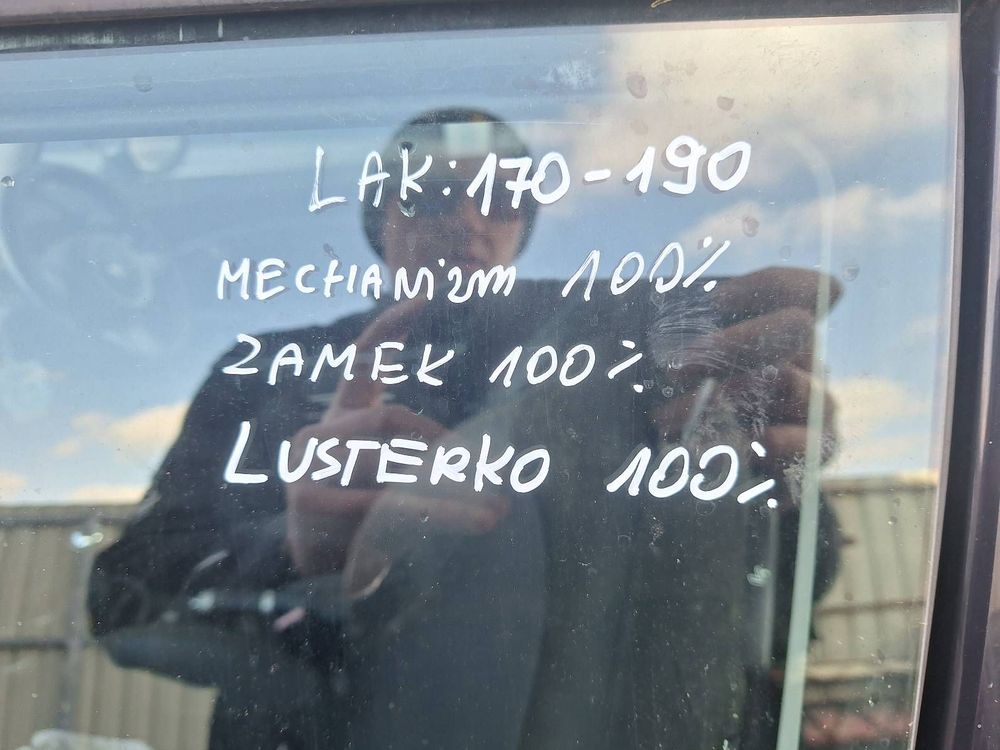 LAK: 170-190
MECHANizm 100%
ZAMEK 100%
LUSTERKO 100%